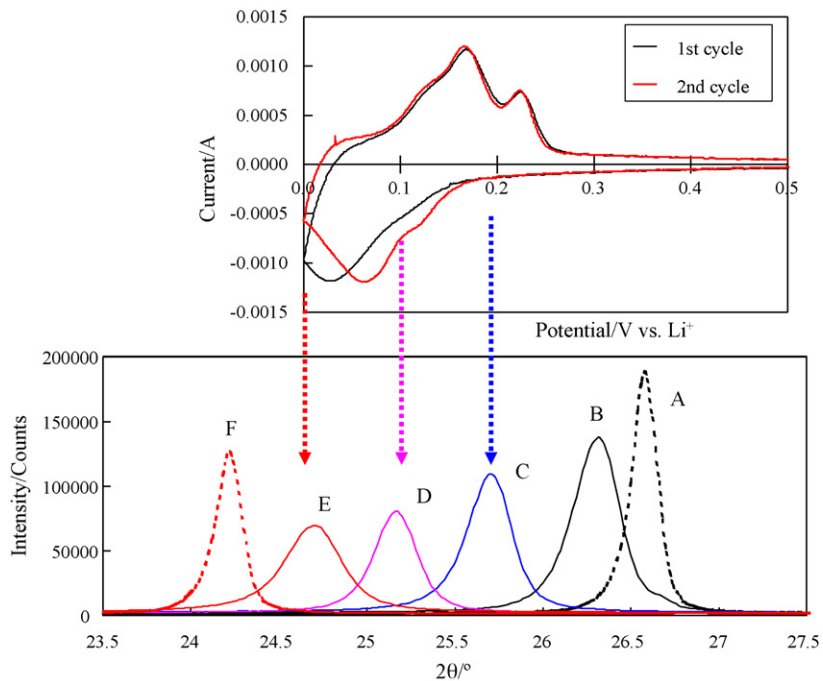 0.0015
0.0010
0.0005
0.0000
-0.0005
-0.0010
-0.0015
Current/A
1st cycle
2nd cycle
0.0 0.1 0.2 0.3 0.4 0.5
Potential/V vs. Li⁺
200000
150000
100000
50000
0
Intensity/Counts
F E D C B A
23.5 24 24.5 25 25.5 26 26.5 27 27.5
2θ/º